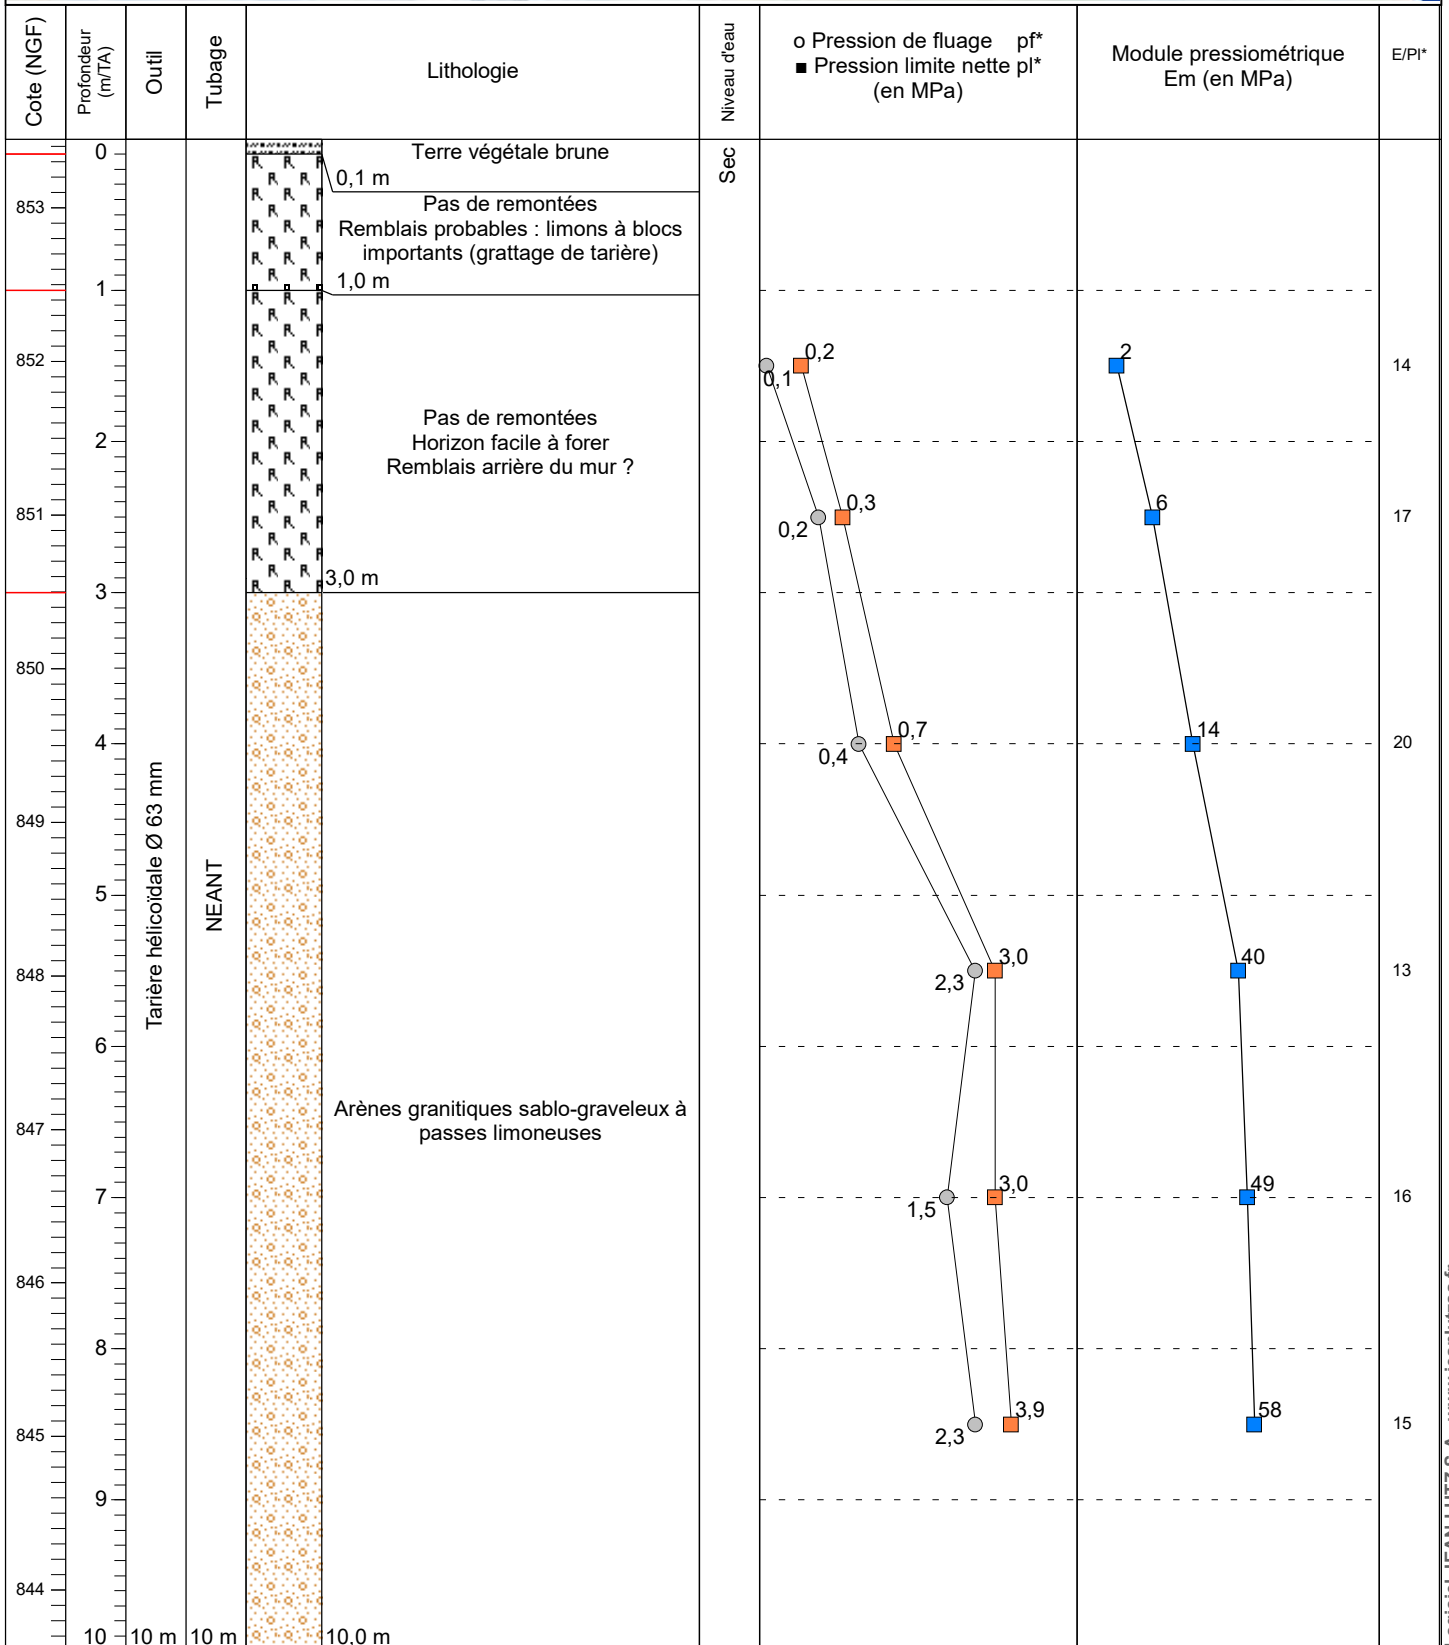 Cote (NGF)
Profondeur
(m/TA)
Outil
Tubage
Lithologie
Niveau d'eau
o Pression de fluage pf*
■ Pression limite nette pl*
(en MPa)
Module pressiométrique
Em (en MPa)
E/Pl*
0
Terre végétale brune
Sec
0,1 m
853
Pas de remontées
Remblais probables : limons à blocs
importants (grattage de tarière)
1,0 m
1
852
0,1
0,2
2
14
Pas de remontées
Horizon facile à forer
Remblais arrière du mur ?
2
851
0,2
0,3
6
17
3,0 m
3
850
4
0,4
0,7
14
20
849
Tarière hélicoïdale Ø 63 mm
NEANT
5
848
2,3
3,0
40
13
6
Arènes granitiques sablo-graveleux à
passes limoneuses
847
7
1,5
3,0
49
16
846
8
845
2,3
3,9
58
15
9
844
10
10 m
10 m
10,0 m
JEAN LUTZ S.A